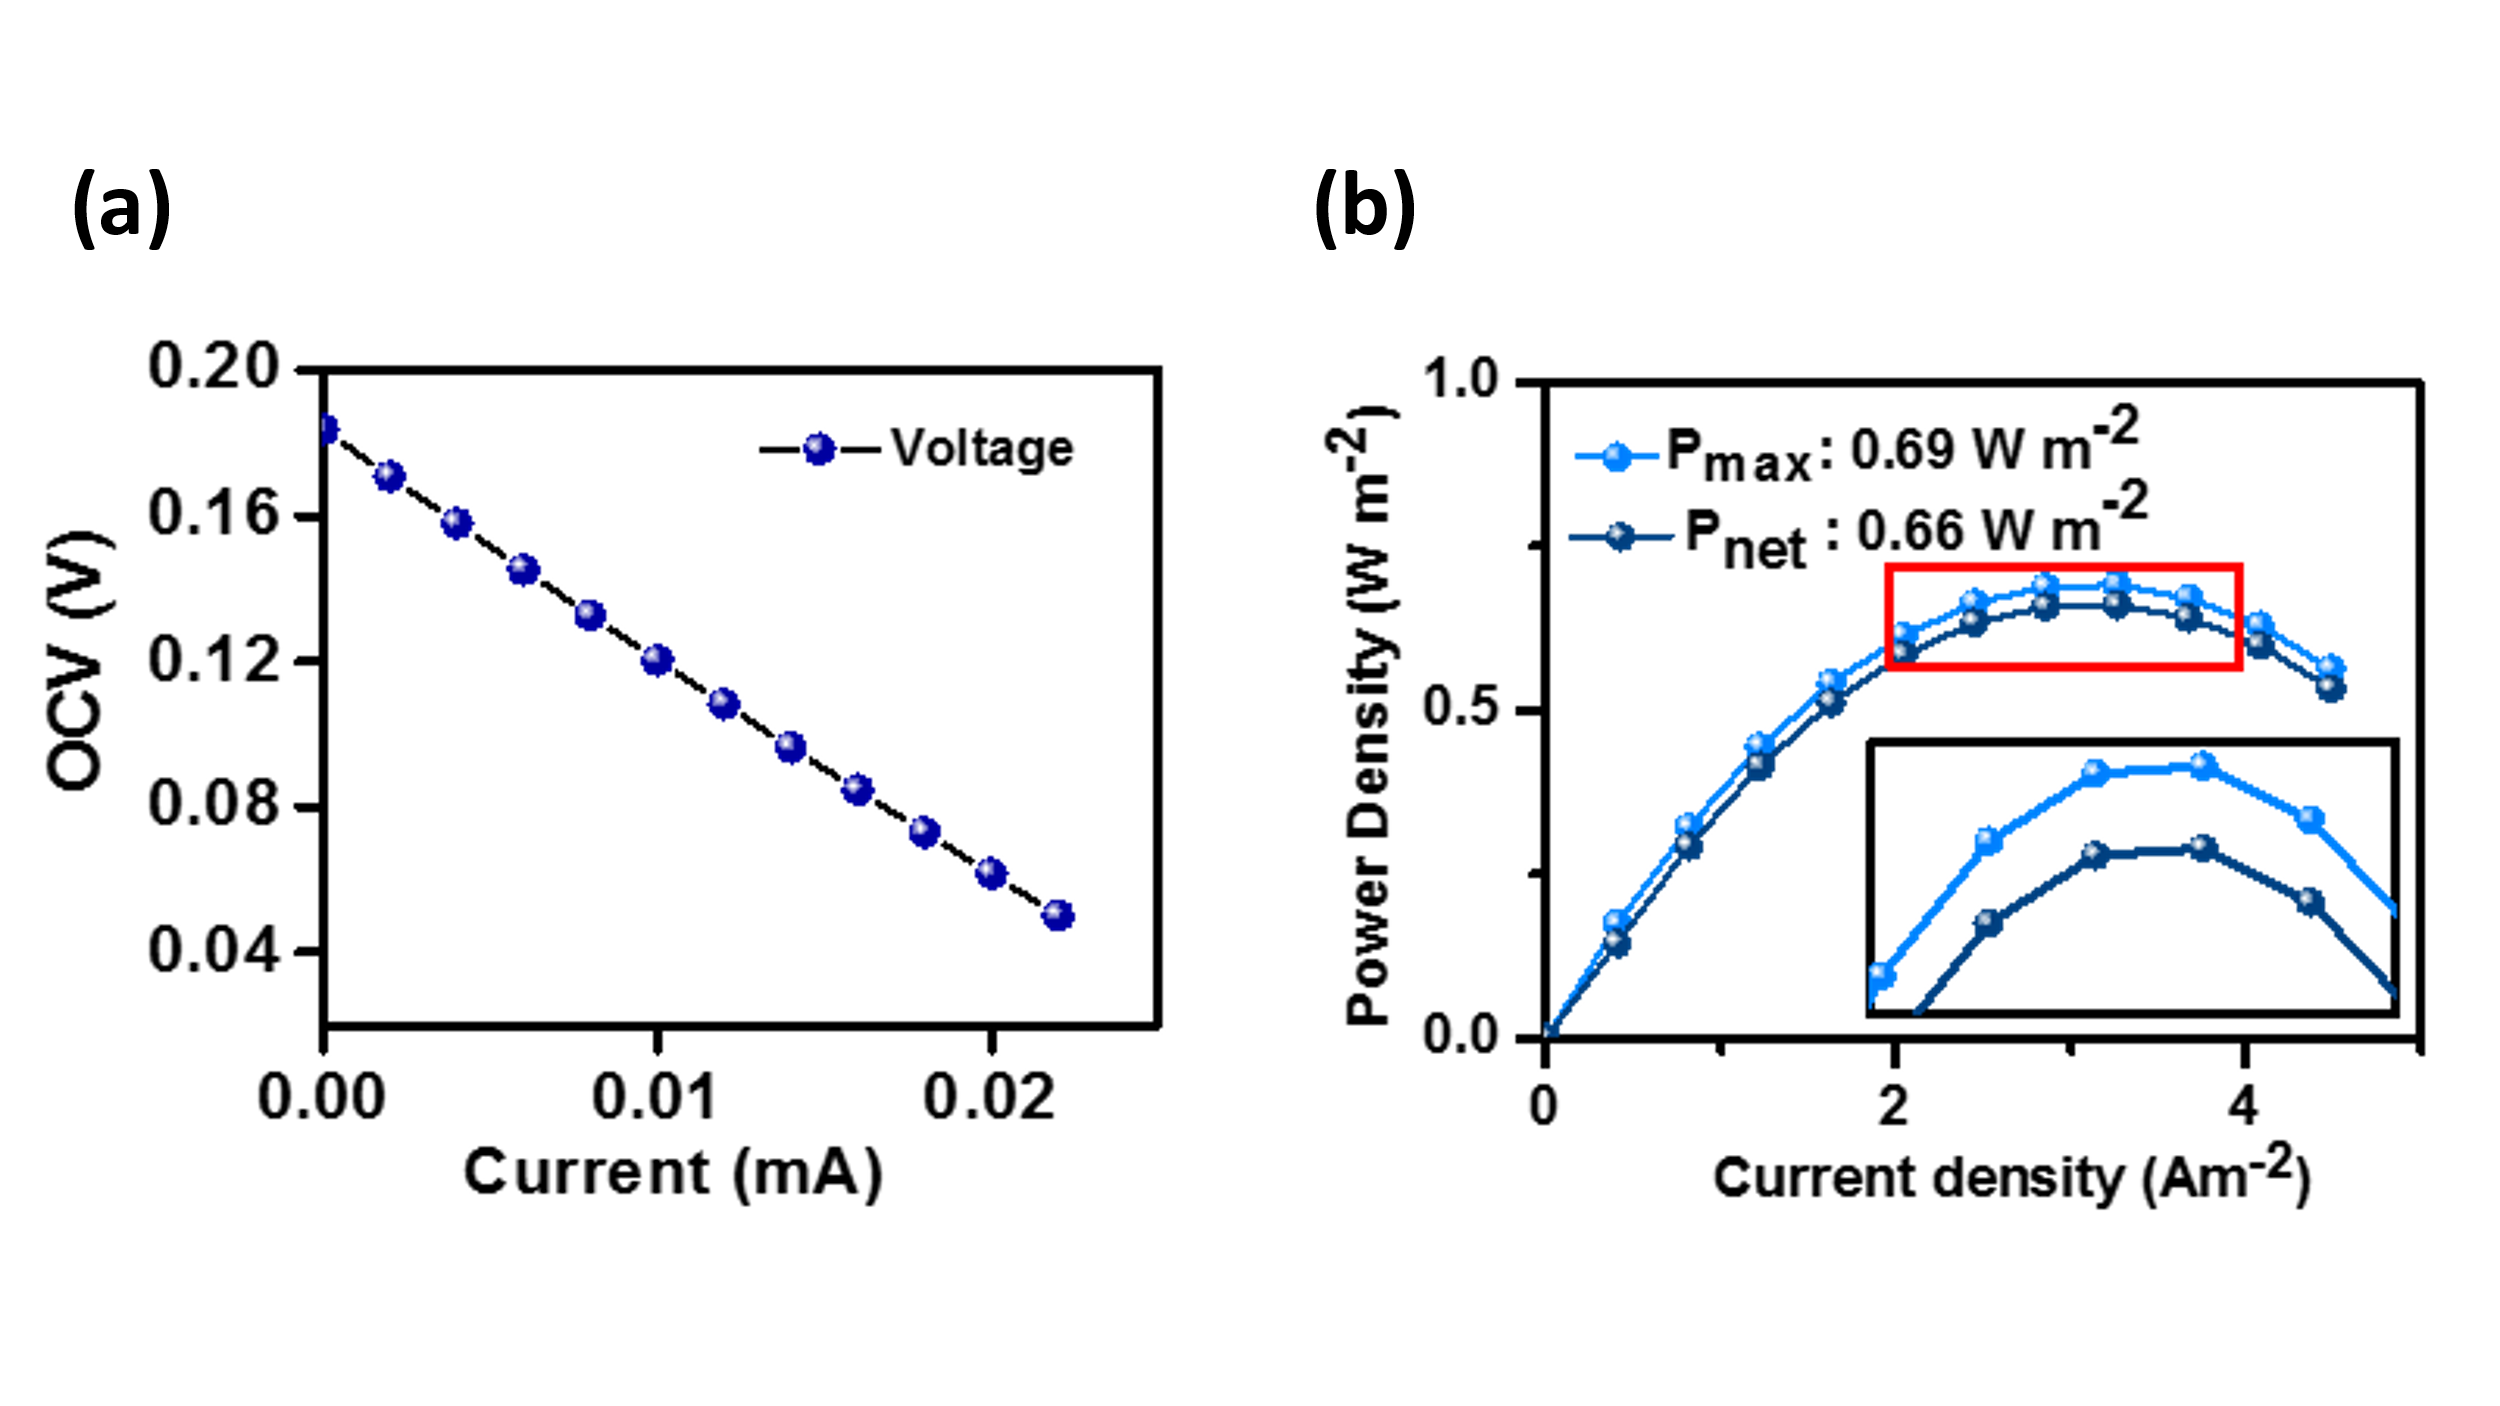 (a)
(b)
0.20
0.16
0.12
0.08
0.04
OCV (V)
Voltage
0.00
0.01
0.02
Current (mA)
1.0
0.5
0.0
Power Density (W m-2)
Pmax: 0.69 W m-2
Pnet : 0.66 W m-2
0
2
4
Current density (Am-2)